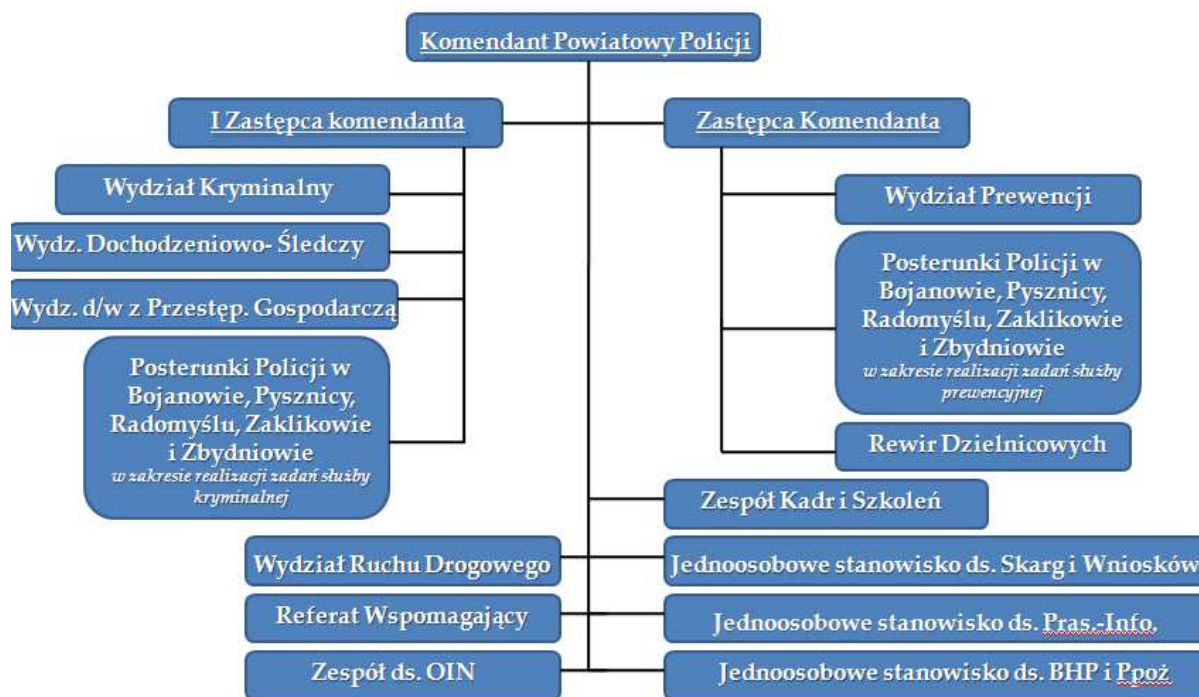 Komendant Powiatowy Policji
I Zastępca komendanta
Zastępca Komendanta
Wydział Kryminalny
Wydz. Dochodzeniowo- Śledczy
Wydz. d/w z Przestęp. Gospodarczą
Posterunki Policji w
Bojanowie, Pysznicy,
Radomyślu, Zaklikowie
i Zbydniowie
w zakresie realizacji zadań służby
kryminalnej
Wydział Prewencji
Posterunki Policji w
Bojanowie, Pysznicy,
Radomyślu, Zaklikowie
i Zbydniowie
w zakresie realizacji zadań służby
prewencyjnej
Rewir Dzielnicowych
Zespół Kadr i Szkoleń
Wydział Ruchu Drogowego
Jednoosobowe stanowisko ds. Skarg i Wniosków
Referat Wspomagający
Jednoosobowe stanowisko ds. Pras.-Info.
Zespół ds. OIN
Jednoosobowe stanowisko ds. BHP i Ppoż